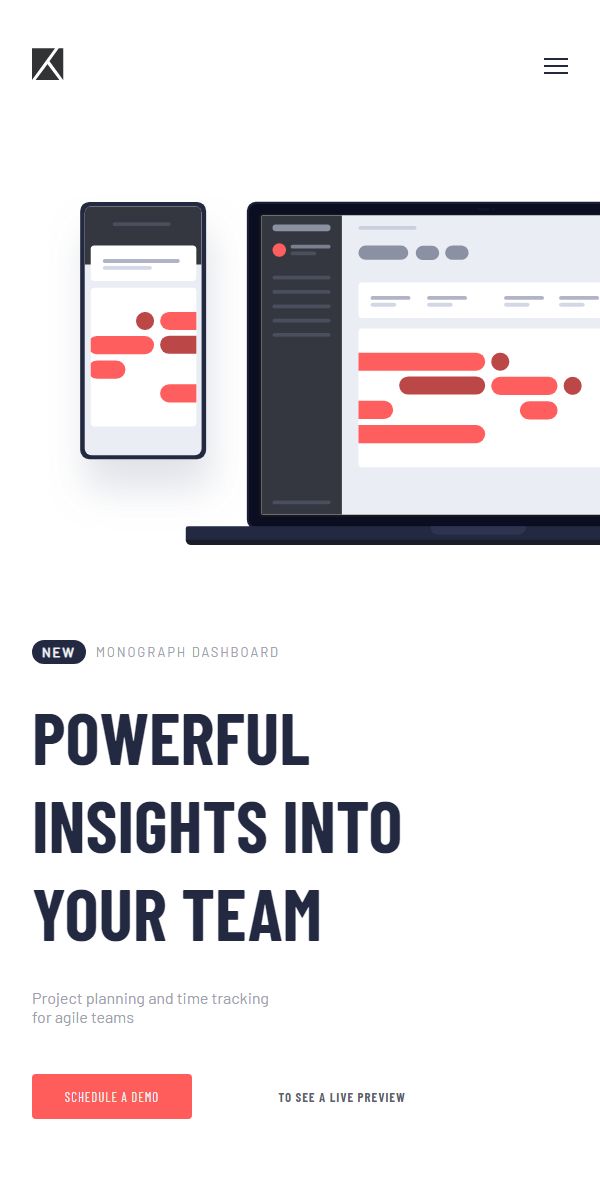 NEW MONOGRAPH DASHBOARD
POWERFUL
INSIGHTS INTO
YOUR TEAM
Project planning and time tracking
for agile teams
SCHEDULE A DEMO TO SEE A LIVE PREVIEW